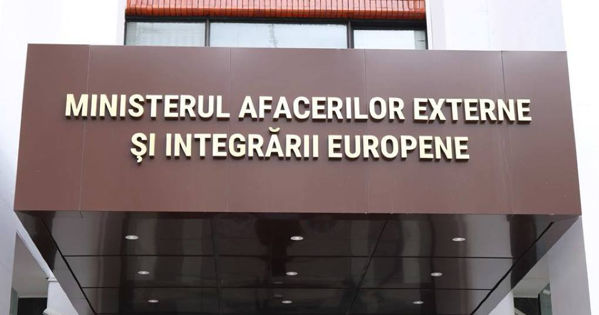 MINISTERUL AFACERILOR EXTERNE
ŞI INTEGRĂRII EUROPENE